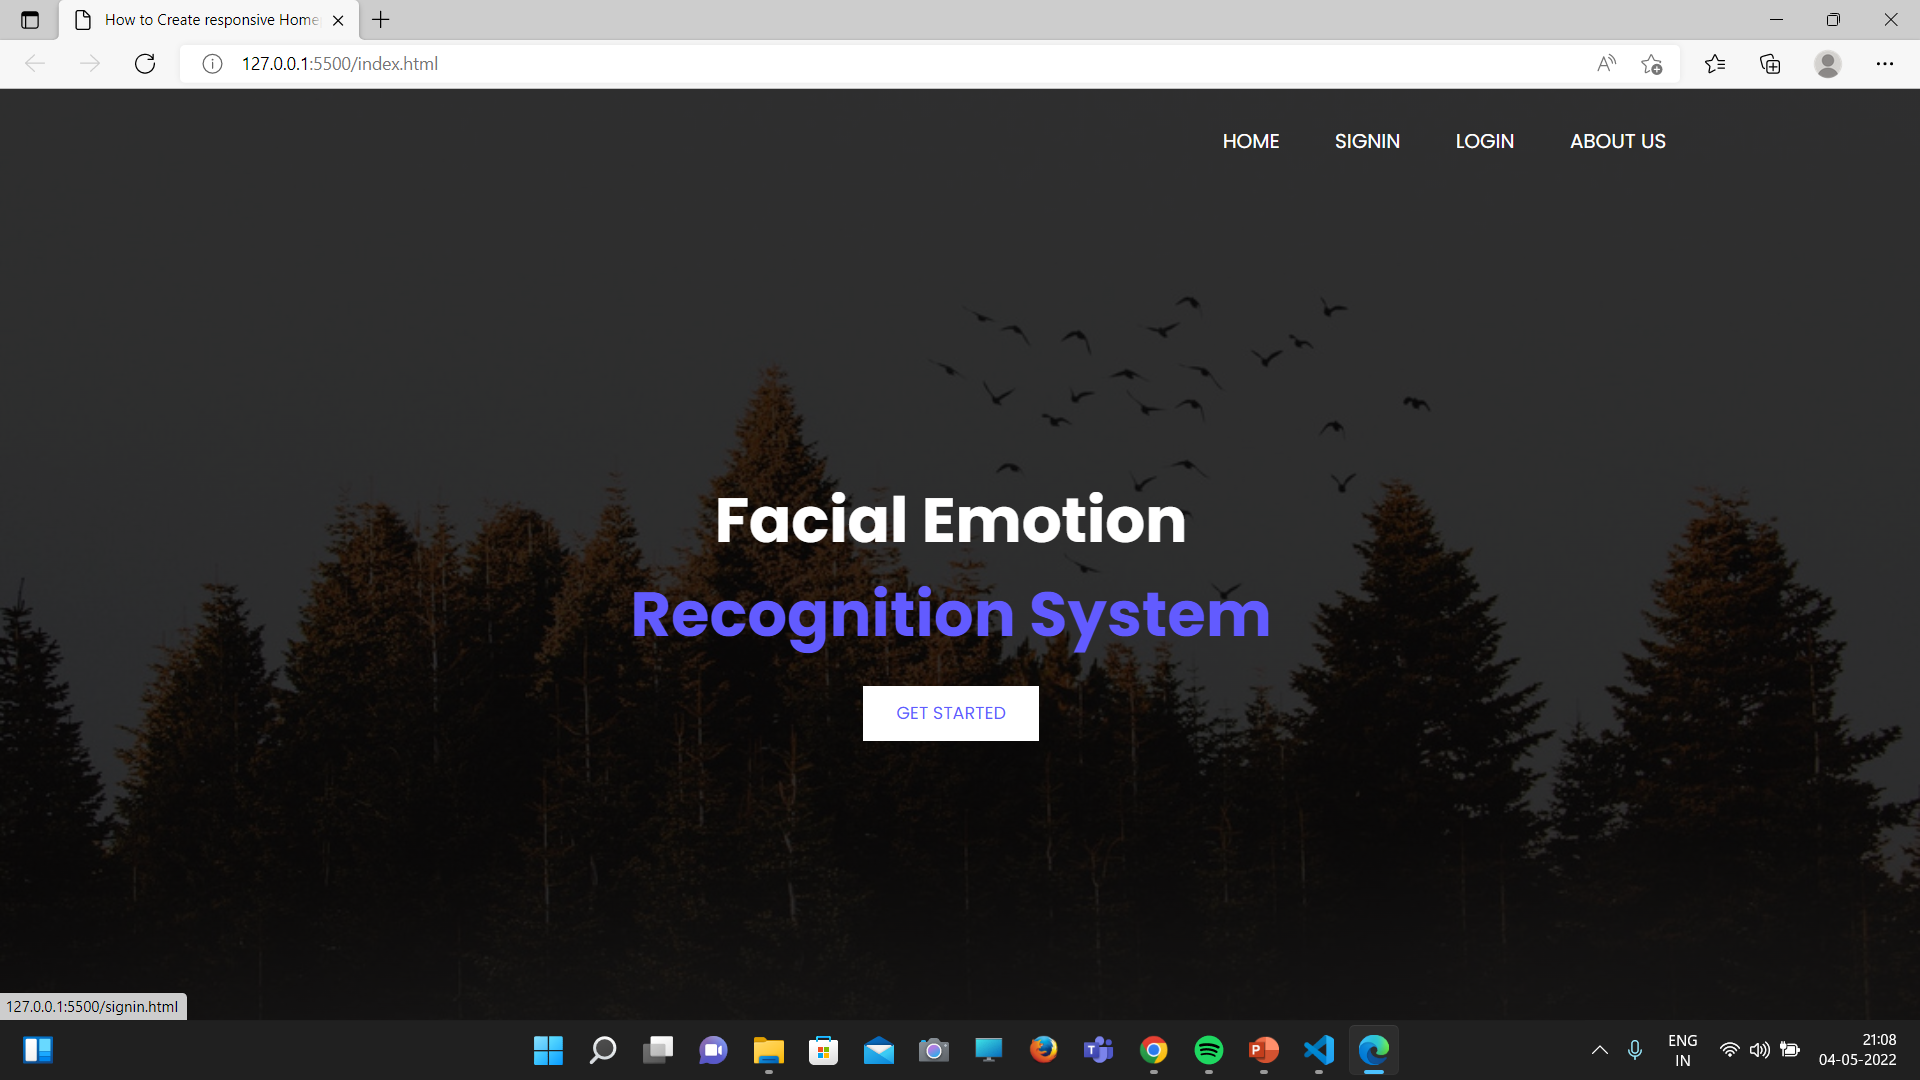 How to Create responsive Home
127.0.0.1:5500/index.html
HOME SIGNIN LOGIN ABOUT US
Facial Emotion
Recognition System
GET STARTED
127.0.0.1:5500/signin.html
ENG
IN
21:08
04-05-2022